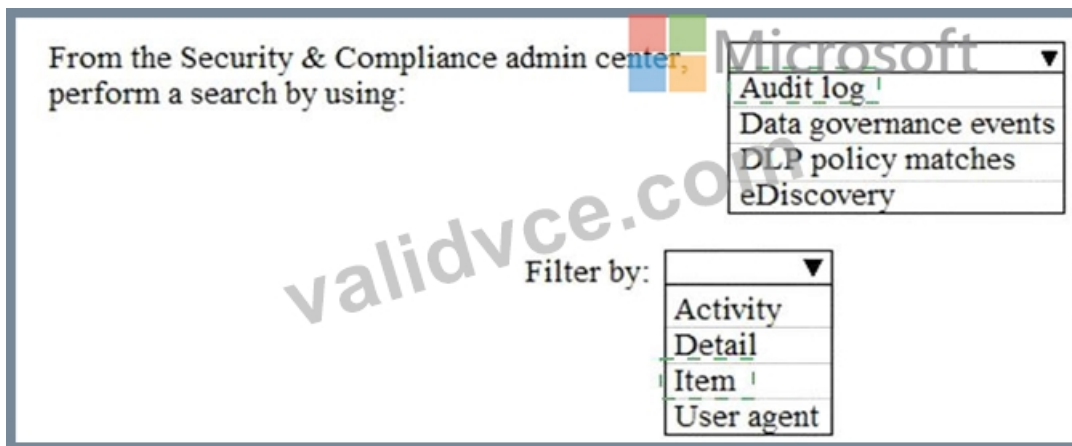 From the Security & Compliance admin center,
perform a search by using:
Microsoft
Audit log
Data governance events
DLP policy matches
eDiscovery
validvce.com
Filter by:
Activity
Detail
Item
User agent